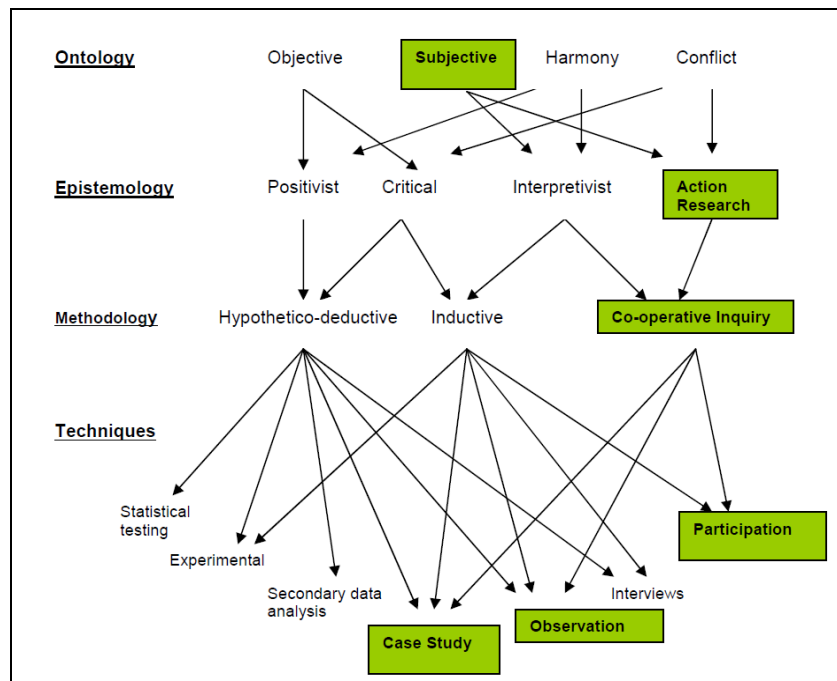 Ontology Objective Subjective Harmony Conflict
Epistemology Positivist Critical Interpretivist Action
Research
Methodology Hypothetico-deductive Inductive Co-operative Inquiry
Techniques
Statistical
testing
Participation
Experimental
Secondary data
analysis
Interviews
Observation
Case Study